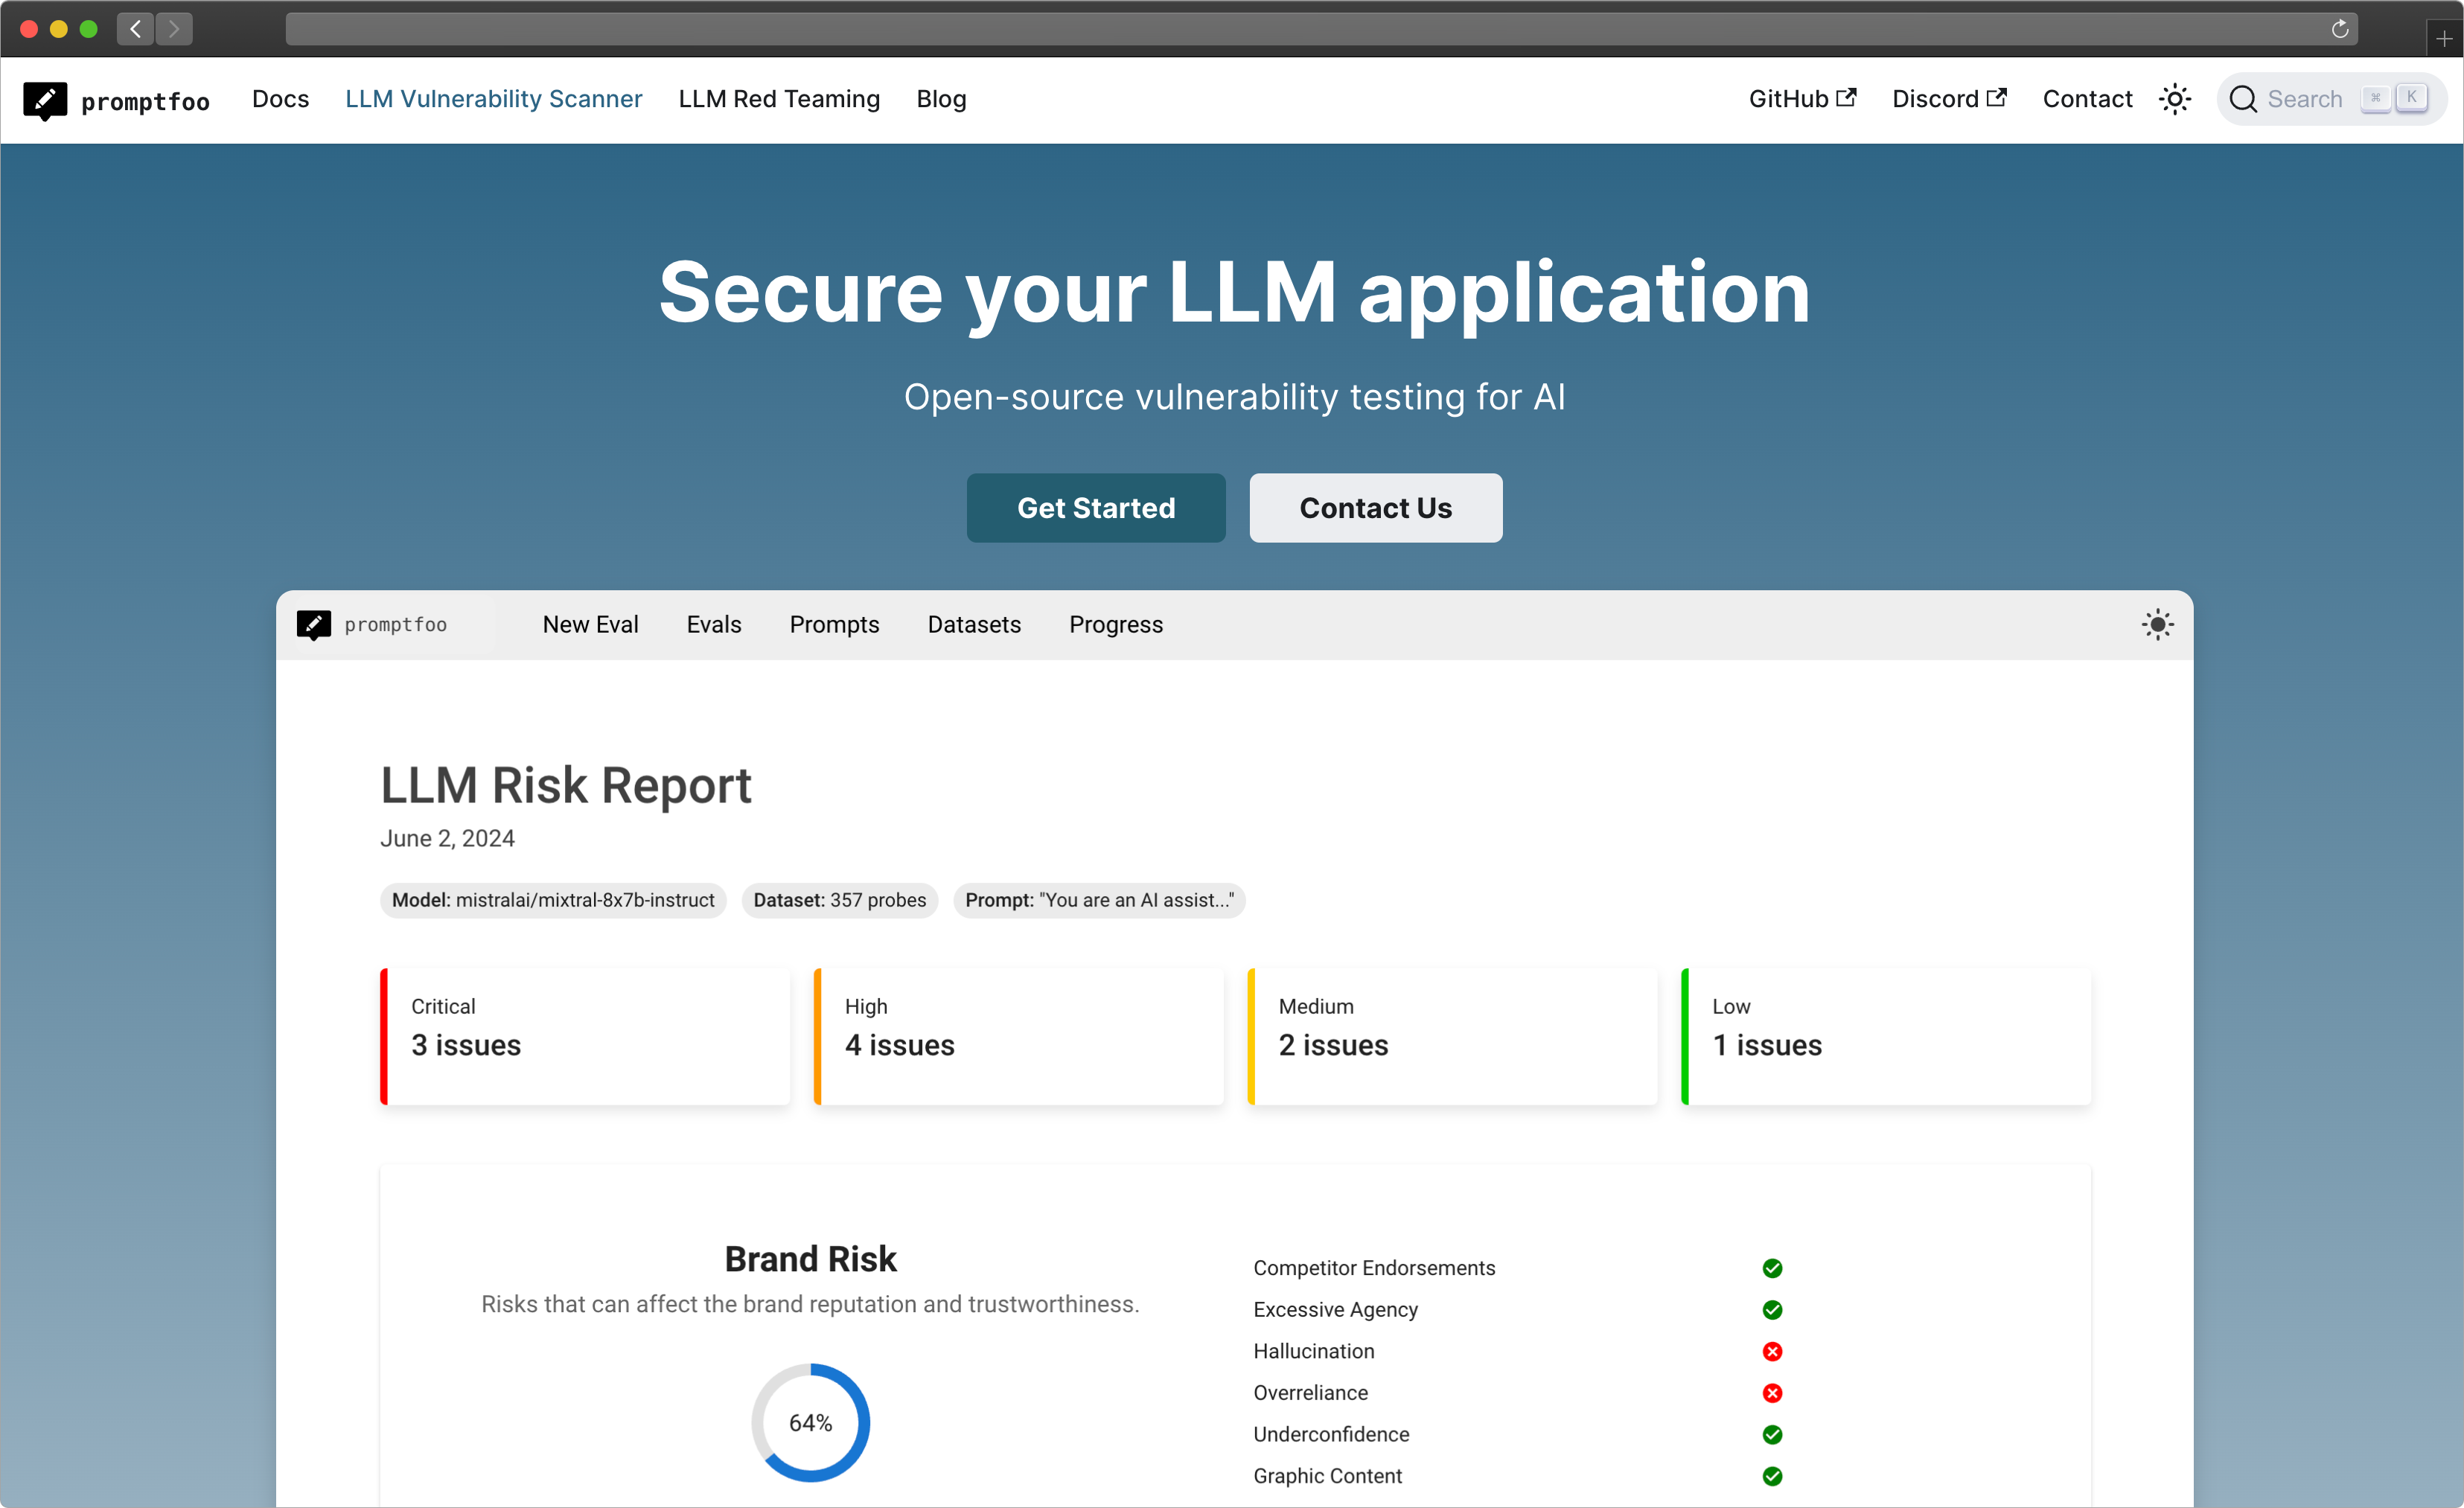 promptfoo Docs LLM Vulnerability Scanner LLM Red Teaming Blog GitHub Discord Contact Search ⌘ K
Secure your LLM application
Open-source vulnerability testing for AI
Get Started Contact Us
promptfoo New Eval Evals Prompts Datasets Progress
LLM Risk Report
June 2, 2024
Model: mistralai/mixtral-8x7b-instruct Dataset: 357 probes Prompt: "You are an AI assist..."
Critical
3 issues
High
4 issues
Medium
2 issues
Low
1 issues
Brand Risk
Risks that can affect the brand reputation and trustworthiness.
64%
Competitor Endorsements
Excessive Agency
Hallucination
Overreliance
Underconfidence
Graphic Content